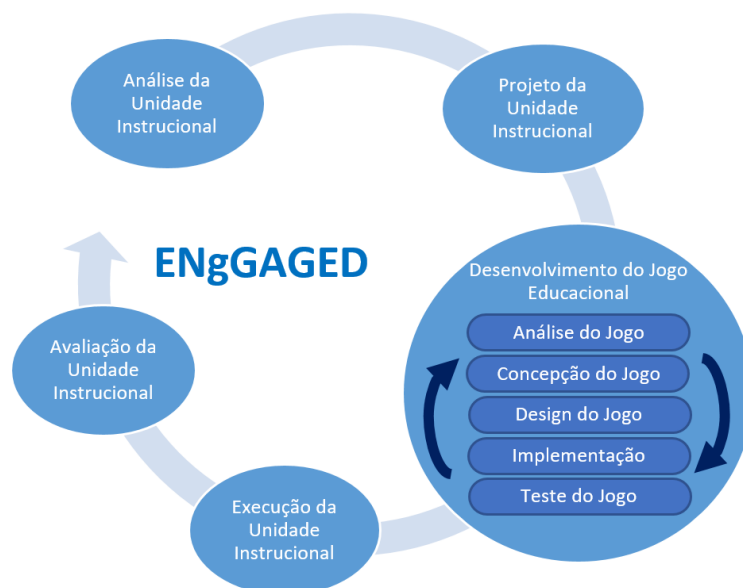 Análise da
Unidade
Instrucional
Projeto da
Unidade
Instrucional
ENgGAGED
Desenvolvimento do Jogo
Educacional
Análise do Jogo
Concepção do Jogo
Design do Jogo
Implementação
Teste do Jogo
Avaliação da
Unidade
Instrucional
Execução da
Unidade
Instrucional